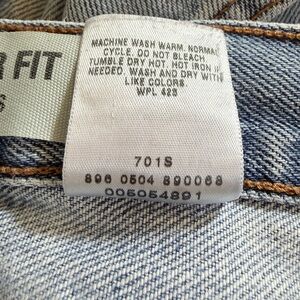 R FIT
S
MACHINE WASH WARM. NORMAL
CYCLE. DO NOT BLEACH.
TUMBLE DRY HOT. HOT IRON IF
NEEDED. WASH AND DRY WITH
LIKE COLORS.
WPL 423
701S
896 0504 890068
005054891